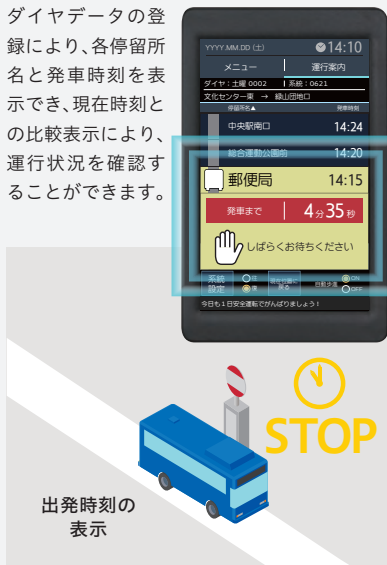 ダイヤデータの登
録により、各停留所
名と発車時刻を表
示でき、現在時刻と
の比較表示により、
運行状況を確認す
ることができます。
YYYY.MM.DD (土) 14:10
メニュー 運行案内
ダイヤ：土曜 0002 系統：0621
文化センター東 → 緑山団地口
停留所名▲ 発車時刻
中央駅南口 14:24
総合運動公園前 14:20
郵便局 14:15
発車まで 4分35秒
しばらくお待ちください
系統
設定
往
復
現在位置に
戻る
自動歩進
ON
OFF
今日も1日安全運転でがんばりましょう！
STOP
出発時刻の
表示